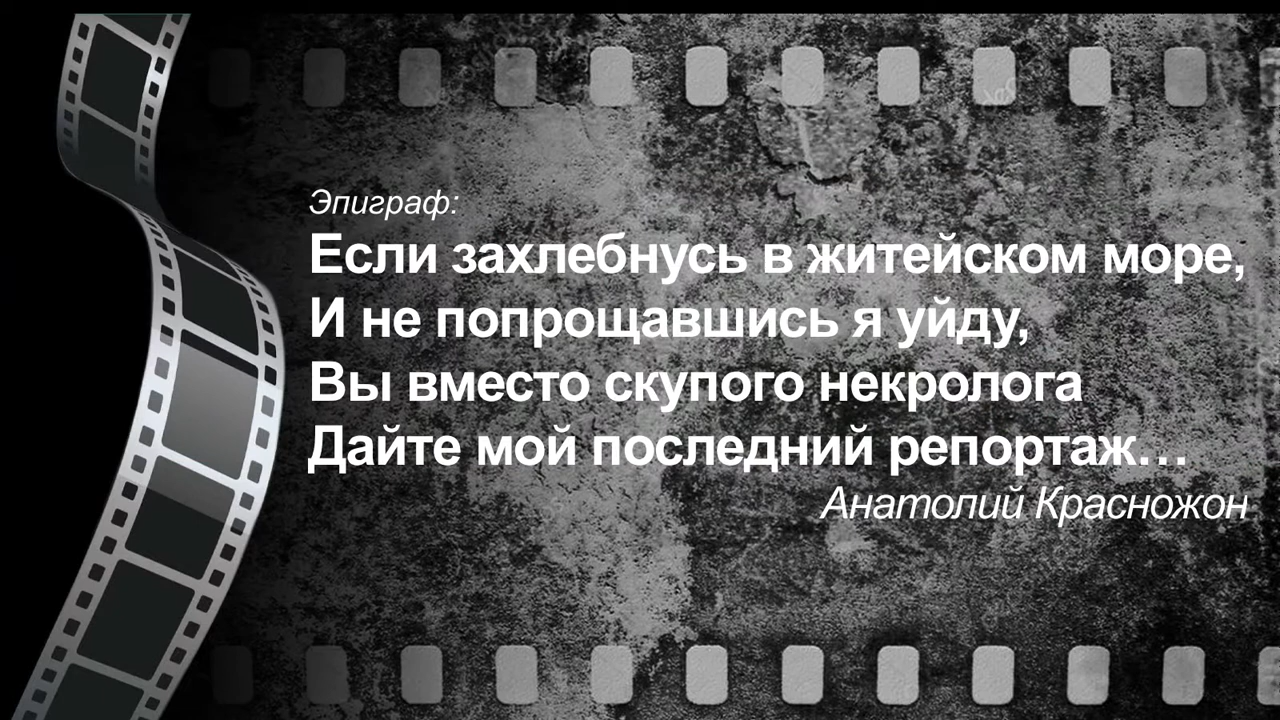 Эпиграф:
Если захлебнусь в житейском море,
И не попрощавшись я уйду,
Вы вместо скупого некролога
Дайте мой последний репортаж…
Анатолий Красножон